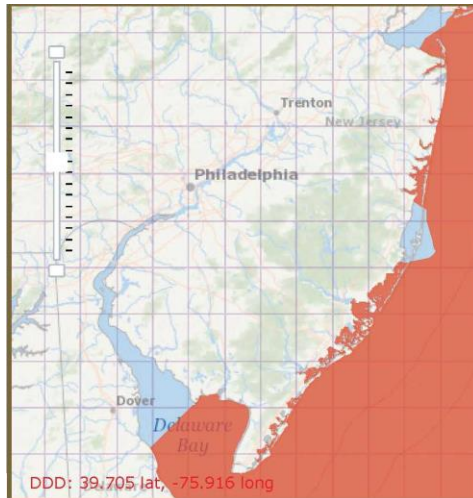 Trenton
New Jersey
Philadelphia
Dover
Delaware
Bay
DDD: 39.705 lat, -75.916 long